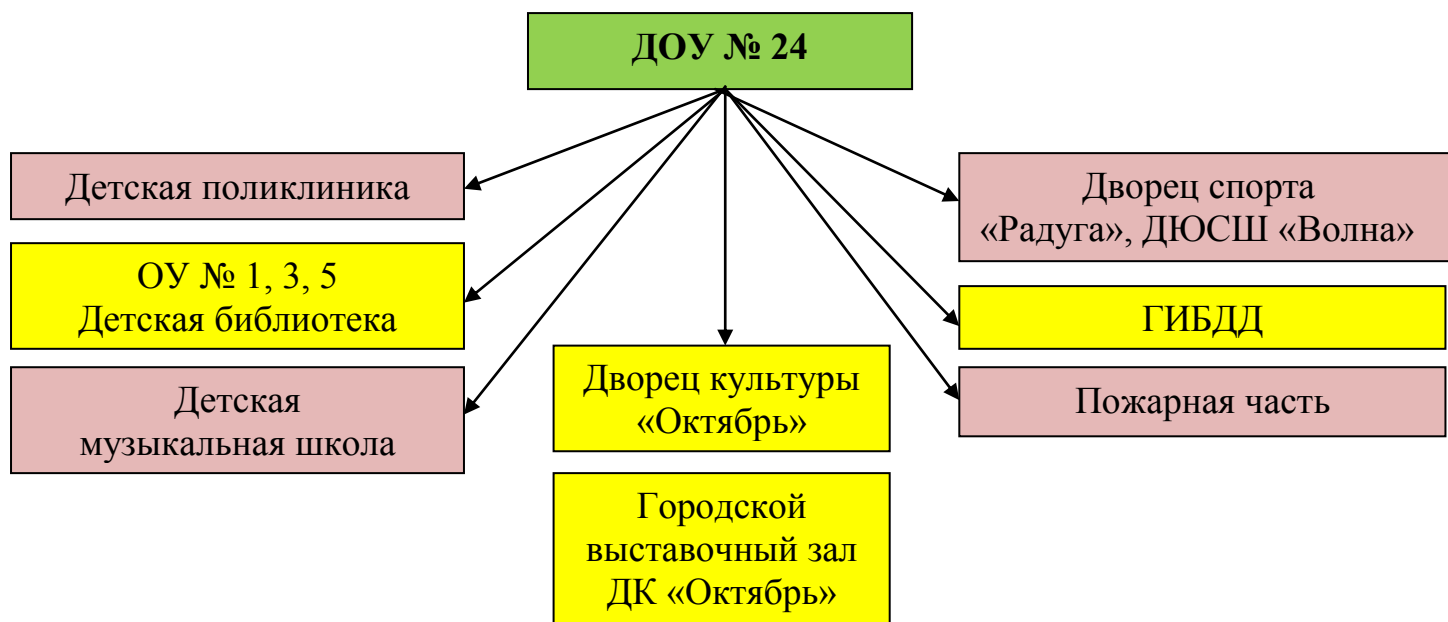 ДОУ № 24
Детская поликлиника
ОУ № 1, 3, 5
Детская библиотека
Детская
музыкальная школа
Дворец культуры
«Октябрь»
Городской
выставочный зал
ДК «Октябрь»
Дворец спорта
«Радуга», ДЮСШ «Волна»
ГИБДД
Пожарная часть